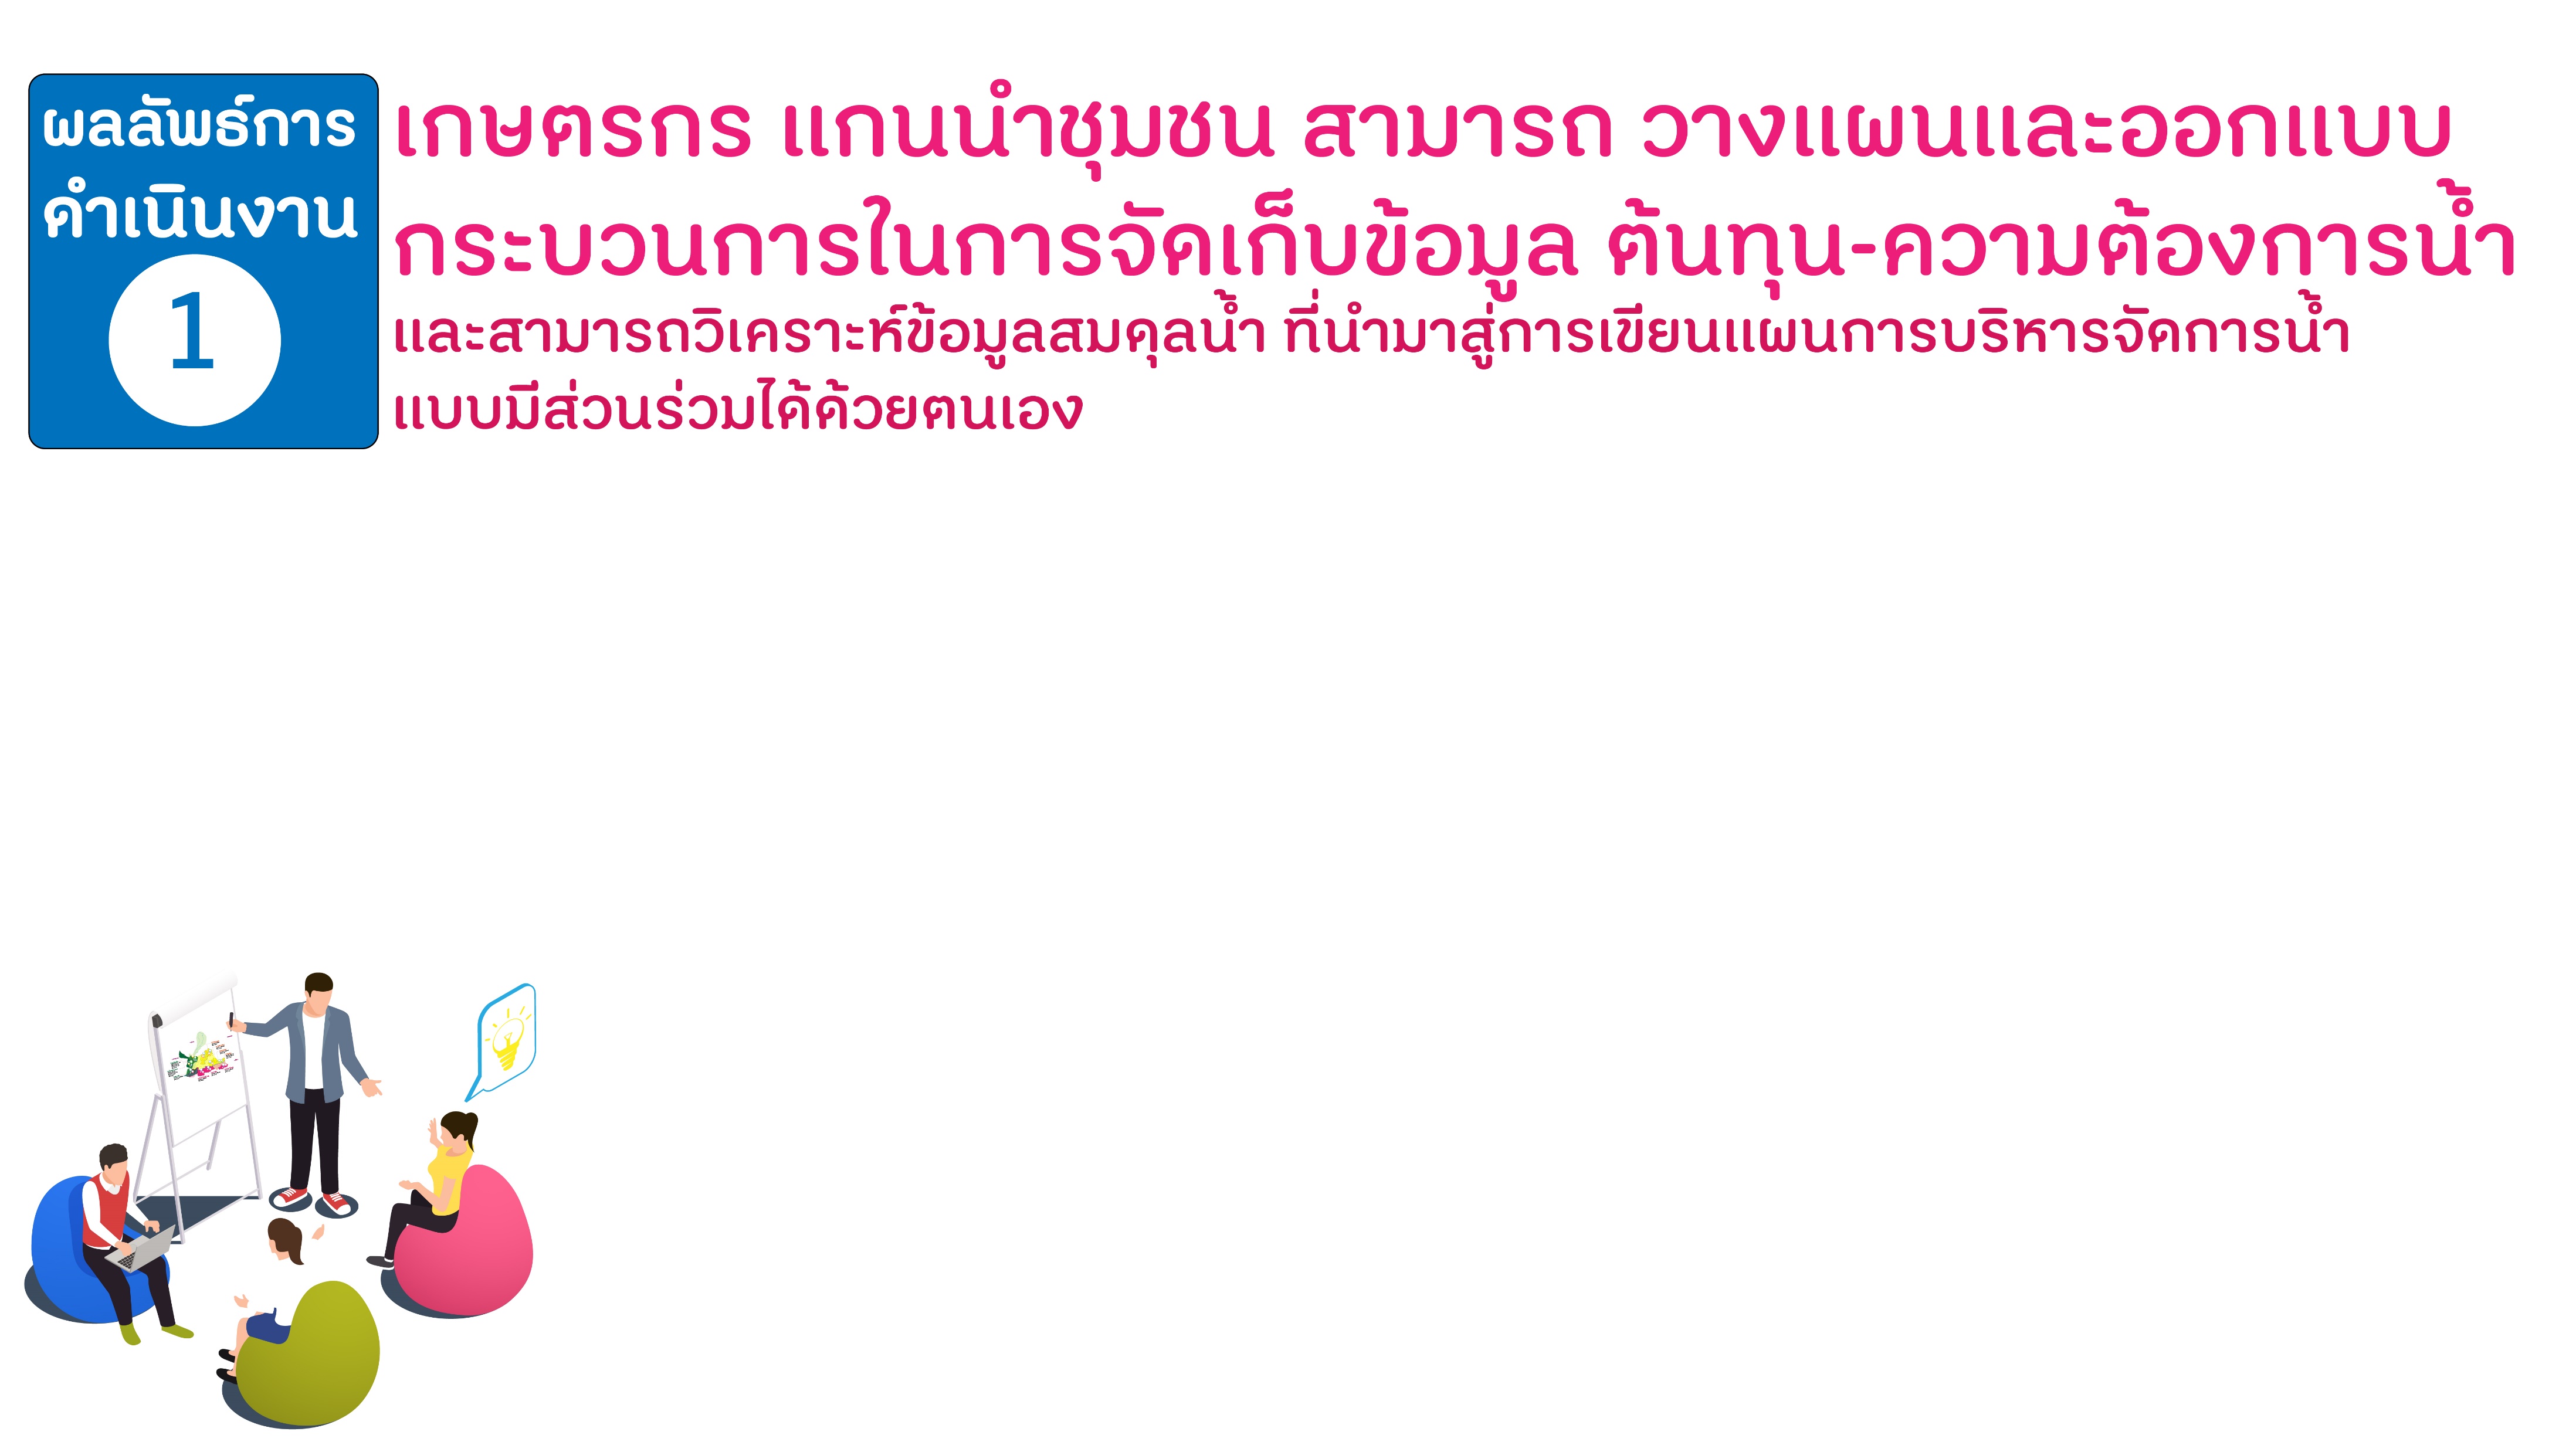 ผลลัพธ์การ
ดำเนินงาน
1
เกษตรกร แกนนำชุมชน สามารถ วางแผนและออกแบบ
กระบวนการในการจัดเก็บข้อมูล ต้นทุน-ความต้องการน้ำ
และสามารถวิเคราะห์ข้อมูลสมดุลน้ำ ที่นำมาสู่การเขียนแผนการบริหารจัดการน้ำ
แบบมีส่วนร่วมได้ด้วยตนเอง